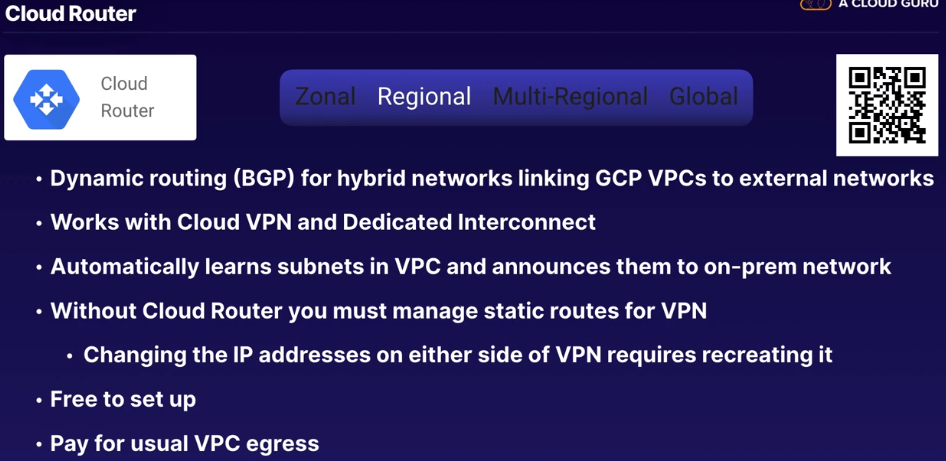 Cloud Router
A CLOUD GURU
Cloud
Router
Zonal Regional Multi-Regional Global
• Dynamic routing (BGP) for hybrid networks linking GCP VPCs to external networks
• Works with Cloud VPN and Dedicated Interconnect
• Automatically learns subnets in VPC and announces them to on-prem network
• Without Cloud Router you must manage static routes for VPN
• Changing the IP addresses on either side of VPN requires recreating it
• Free to set up
• Pay for usual VPC egress